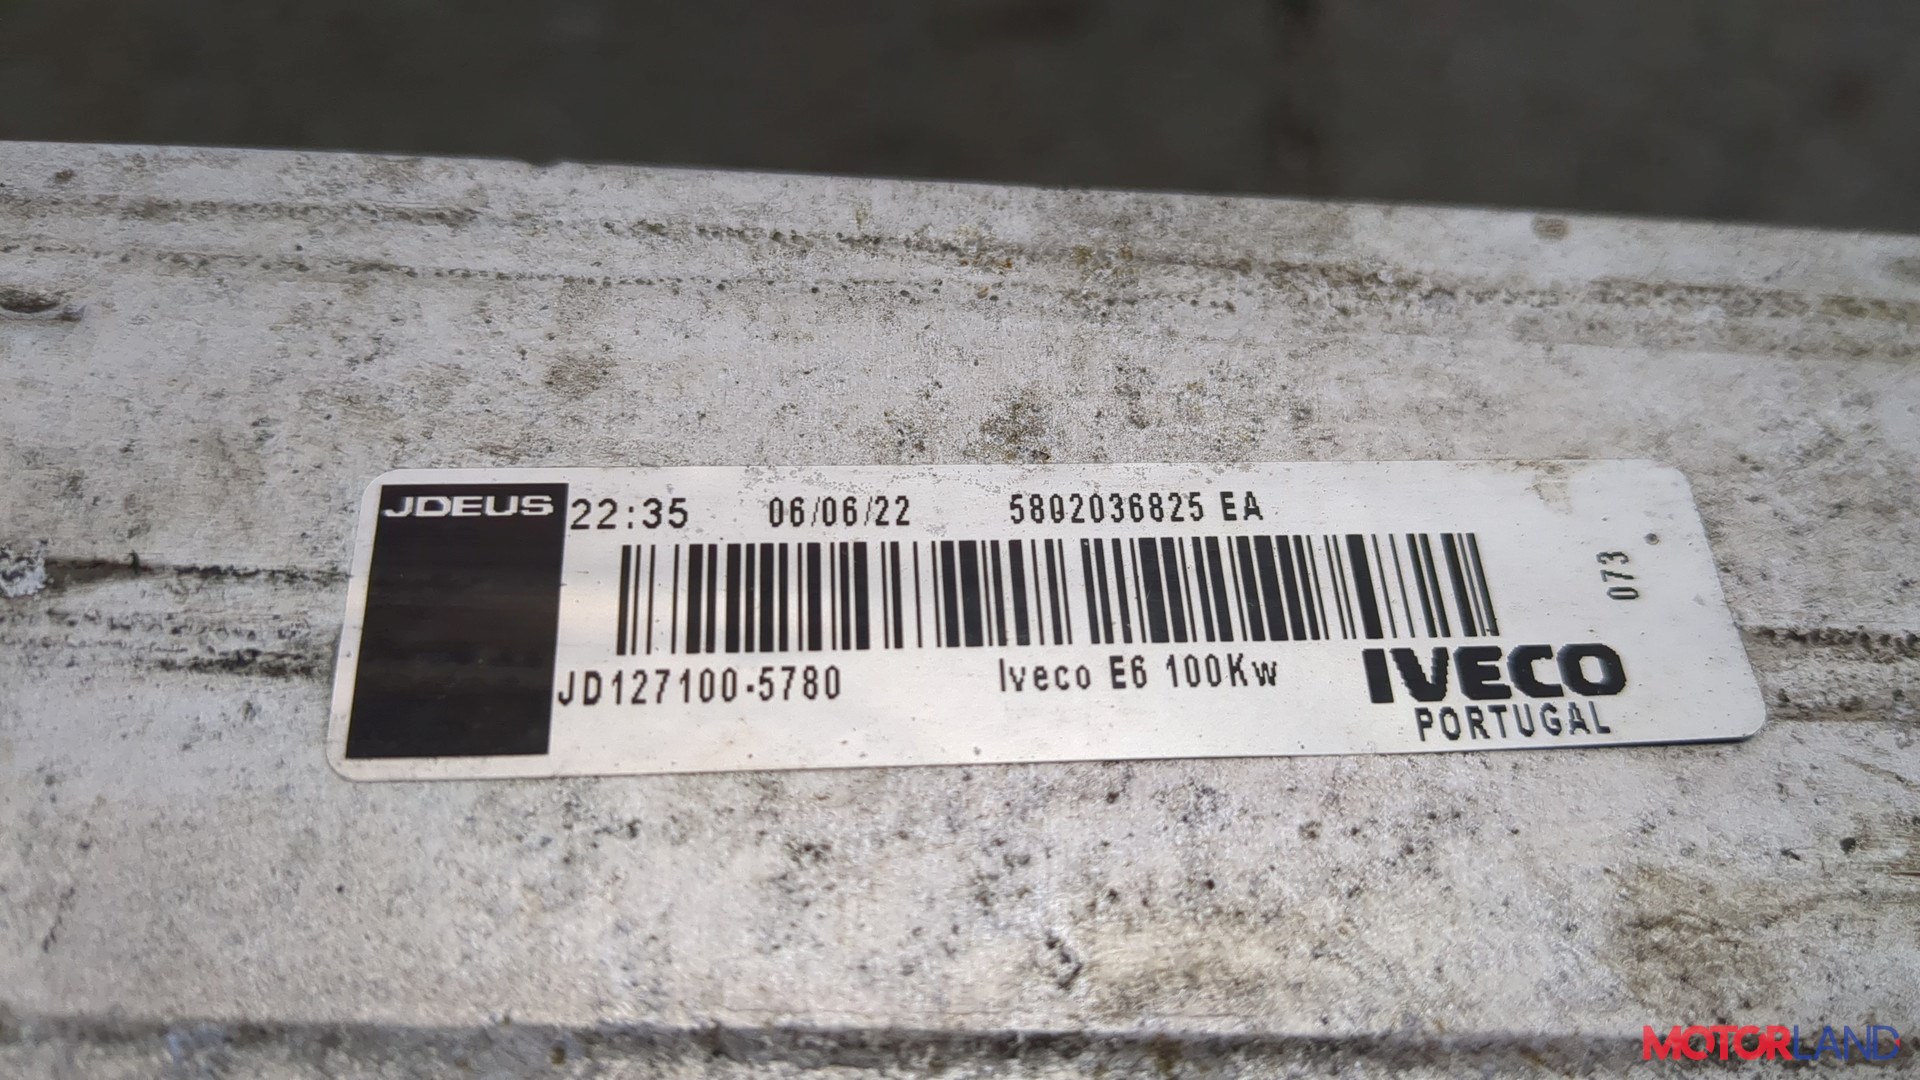 JDEUS 22:35 06/06/22 5802036825 EA
073
JD127100-5780 Iveco E6 100Kw IVECO
PORTUGAL
MOTORLAND